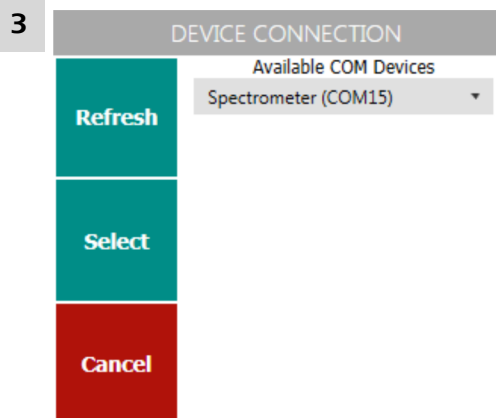 3
DEVICE CONNECTION
Available COM Devices
Spectrometer (COM15)
Refresh
Select
Cancel